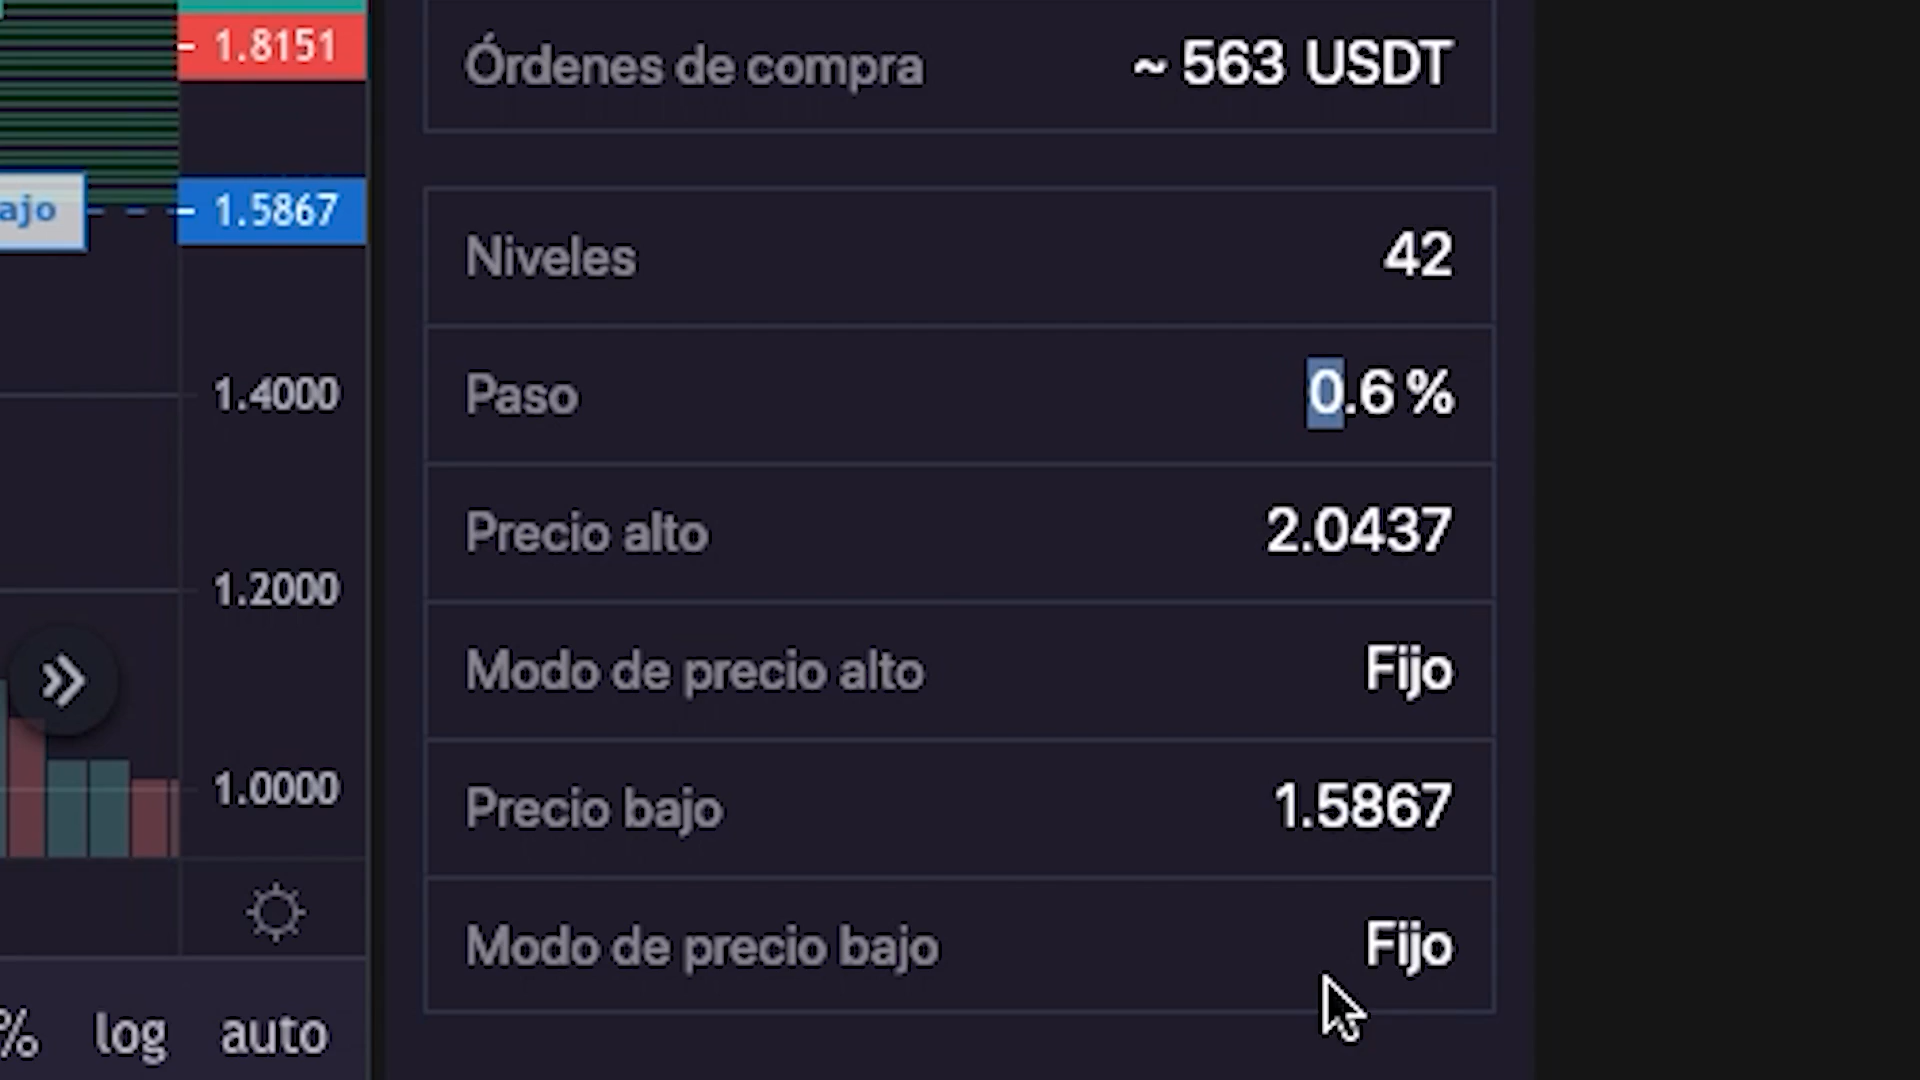 1.8151
Órdenes de compra ~ 563 USDT
ajo
1.5867
Niveles 42
Paso 0.6 %
1.4000
Precio alto 2.0437
1.2000
Modo de precio alto Fijo
1.0000
Precio bajo 1.5867
Modo de precio bajo Fijo
% log auto